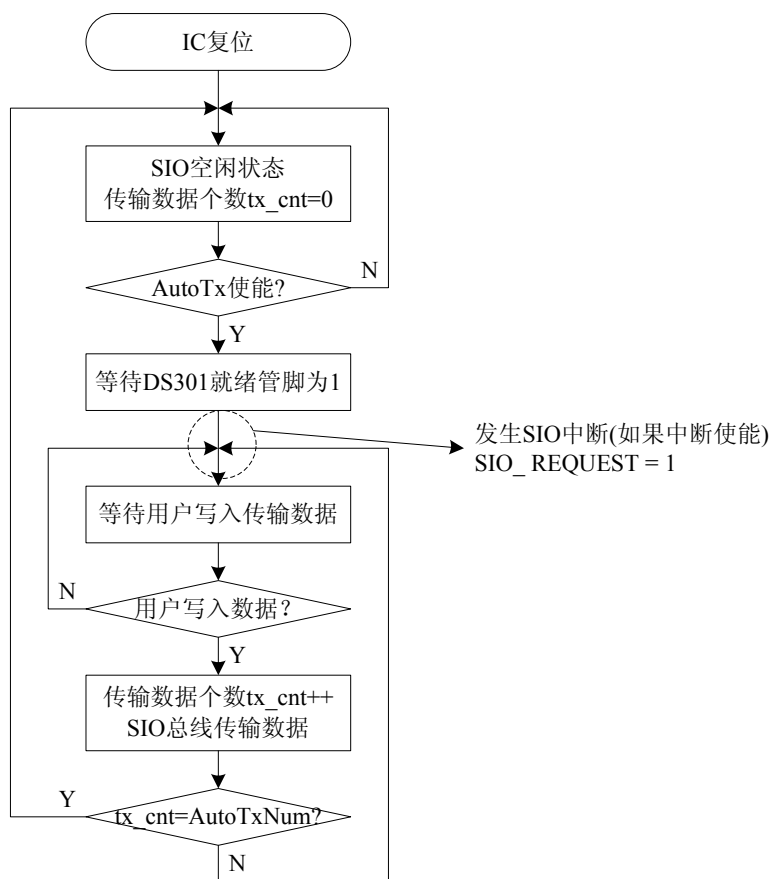 IC复位
SIO空闲状态
传输数据个数tx_cnt=0
N
AutoTx使能?
Y
等待DS301就绪管脚为1
发生SIO中断(如果中断使能)
SIO_ REQUEST = 1
等待用户写入传输数据
N
用户写入数据？
Y
传输数据个数tx_cnt++
SIO总线传输数据
Y
tx_cnt=AutoTxNum?
N